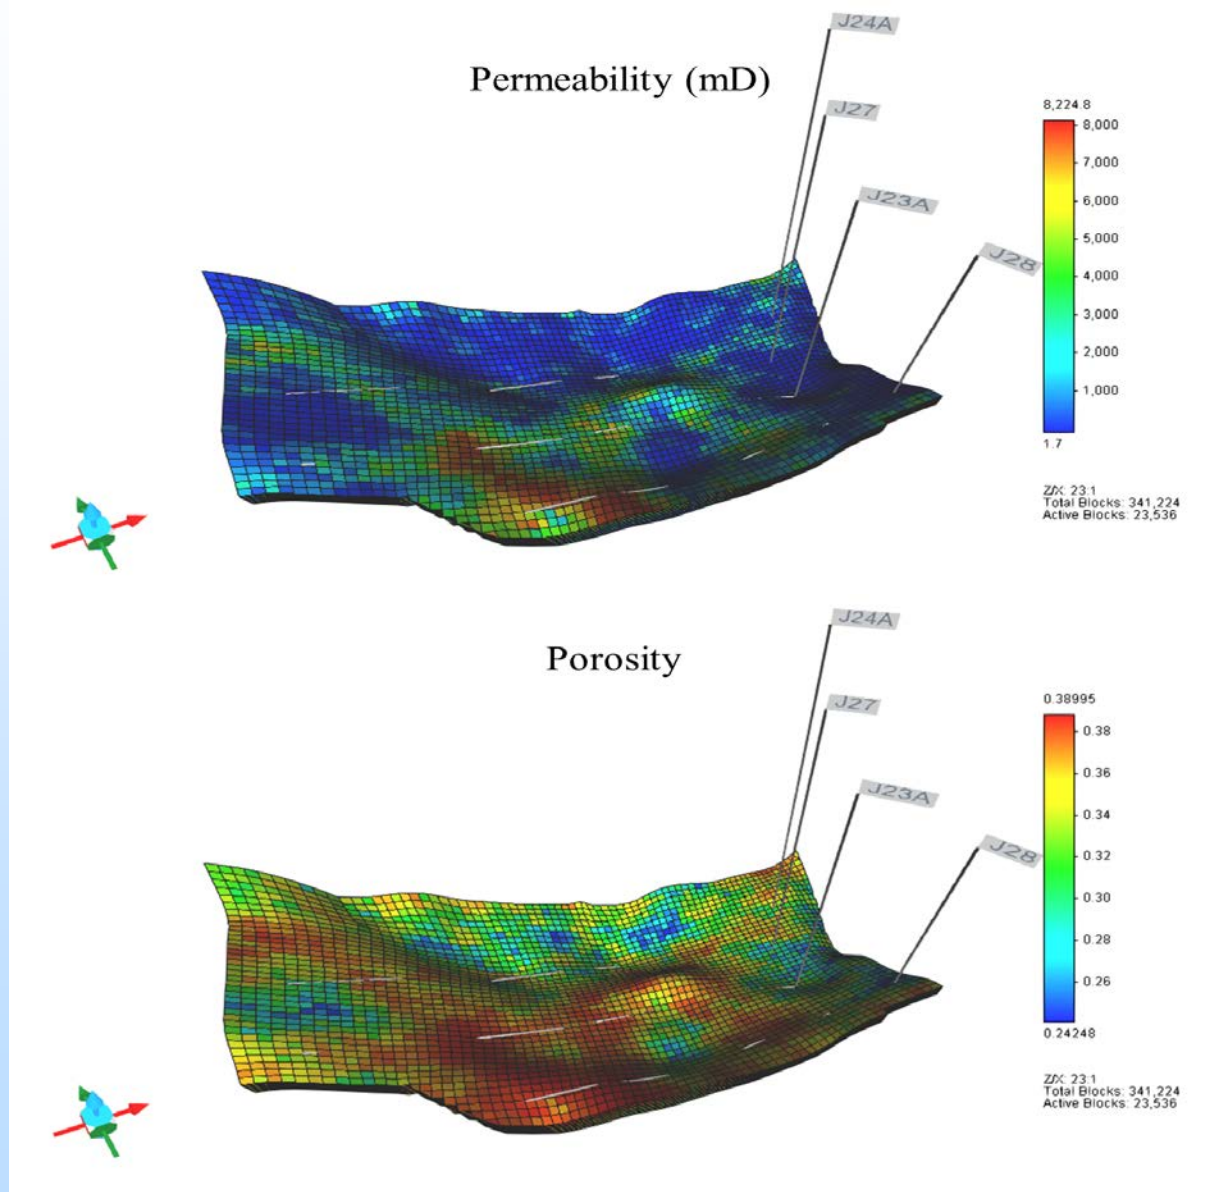 J24A
Permeability (mD)
J27
8,224.8
8,000
7,000
6,000
J23A
5,000
J28
4,000
3,000
2,000
1,000
1.7
Z/X: 23:1
Total Blocks: 341,224
Active Blocks: 23,536
J24A
Porosity
J27
0.38995
0.38
0.36
J23A
0.34
J28
0.32
0.30
0.28
0.26
0.24248
Z/X: 23:1
Total Blocks: 341,224
Active Blocks: 23,536